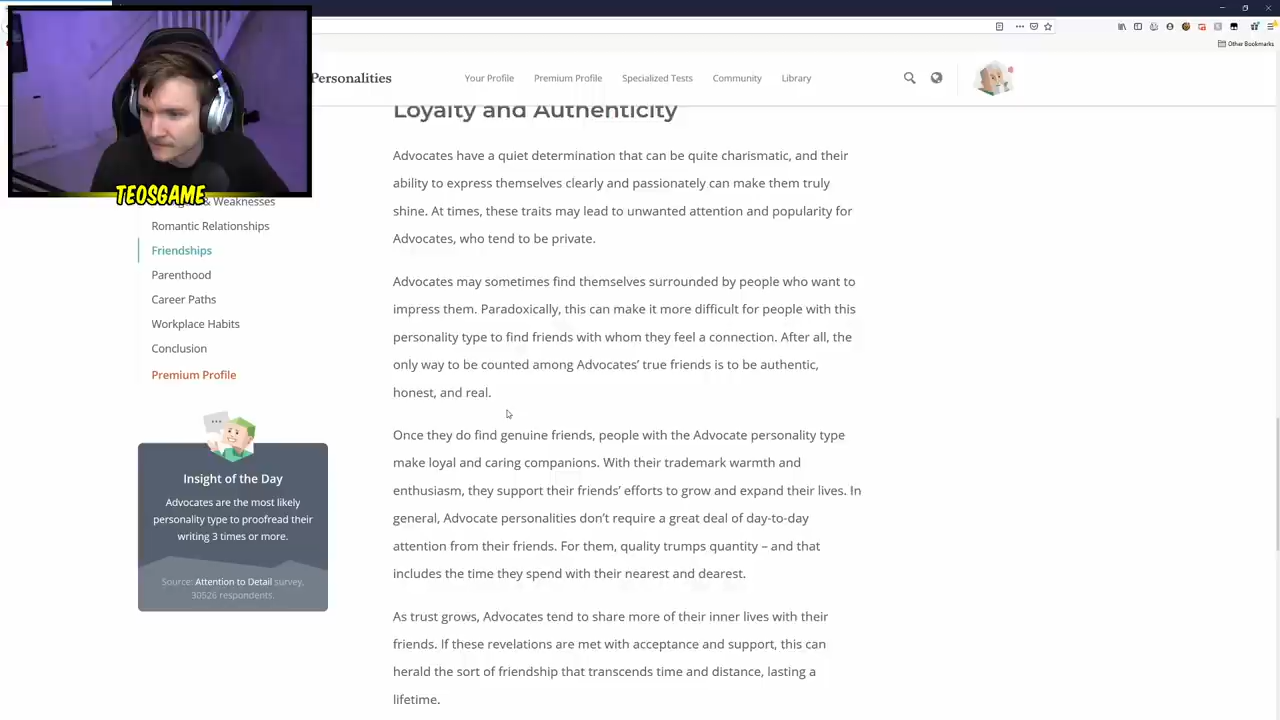 TEOSGAME
Other Bookmarks
Personalities
Your Profile
Premium Profile
Specialized Tests
Community
Library
& Weaknesses
Romantic Relationships
Friendships
Parenthood
Career Paths
Workplace Habits
Conclusion
Premium Profile
Insight of the Day
Advocates are the most likely
personality type to proofread their
writing 3 times or more.
Source: Attention to Detail survey,
30526 respondents.
Loyalty and Authenticity
Advocates have a quiet determination that can be quite charismatic, and their
ability to express themselves clearly and passionately can make them truly
shine. At times, these traits may lead to unwanted attention and popularity for
Advocates, who tend to be private.
Advocates may sometimes find themselves surrounded by people who want to
impress them. Paradoxically, this can make it more difficult for people with this
personality type to find friends with whom they feel a connection. After all, the
only way to be counted among Advocates’ true friends is to be authentic,
honest, and real.
Once they do find genuine friends, people with the Advocate personality type
make loyal and caring companions. With their trademark warmth and
enthusiasm, they support their friends’ efforts to grow and expand their lives. In
general, Advocate personalities don’t require a great deal of day-to-day
attention from their friends. For them, quality trumps quantity – and that
includes the time they spend with their nearest and dearest.
As trust grows, Advocates tend to share more of their inner lives with their
friends. If these revelations are met with acceptance and support, this can
herald the sort of friendship that transcends time and distance, lasting a
lifetime.